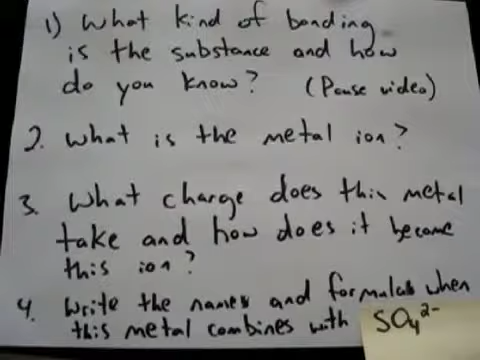 1) What kind of bonding
is the substance and how
do you know? (Pause video)
2. What is the metal ion?
3. What charge does this metal
take and how does it become
this ion?
4. Write the names and formulas when
this metal combines with SO₄²⁻